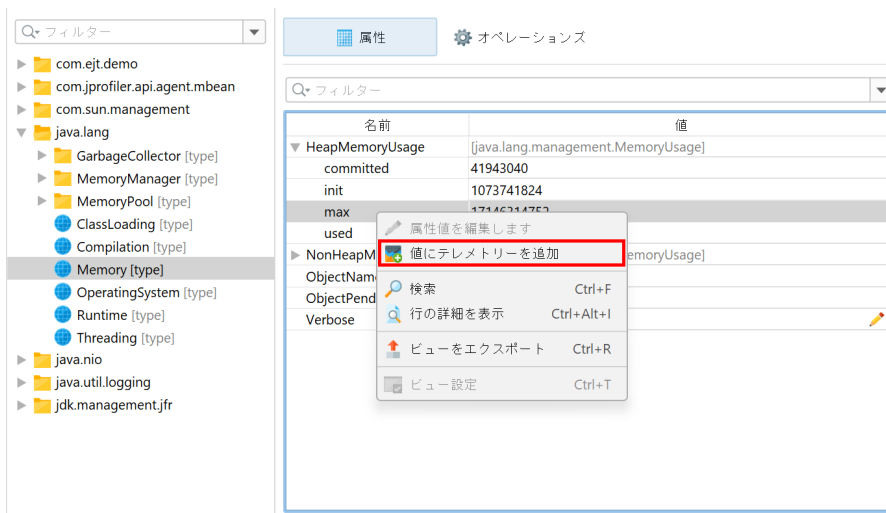 フィルター
com.ejt.demo
com.jprofiler.api.agent.mbean
com.sun.management
java.lang
GarbageCollector [type]
MemoryManager [type]
MemoryPool [type]
ClassLoading [type]
Compilation [type]
Memory [type]
OperatingSystem [type]
Runtime [type]
Threading [type]
java.nio
java.util.logging
jdk.management.jfr
属性 オペレーションズ
フィルター
名前 値
HeapMemoryUsage [java.lang.management.MemoryUsage]
committed 41943040
init 1073741824
max 17146314752
used
NonHeapM emoryUsage]
ObjectName
ObjectPend
Verbose
属性値を編集します
値にテレメトリーを追加
検索 Ctrl+F
行の詳細を表示 Ctrl+Alt+I
ビューをエクスポート Ctrl+R
ビュー設定 Ctrl+T